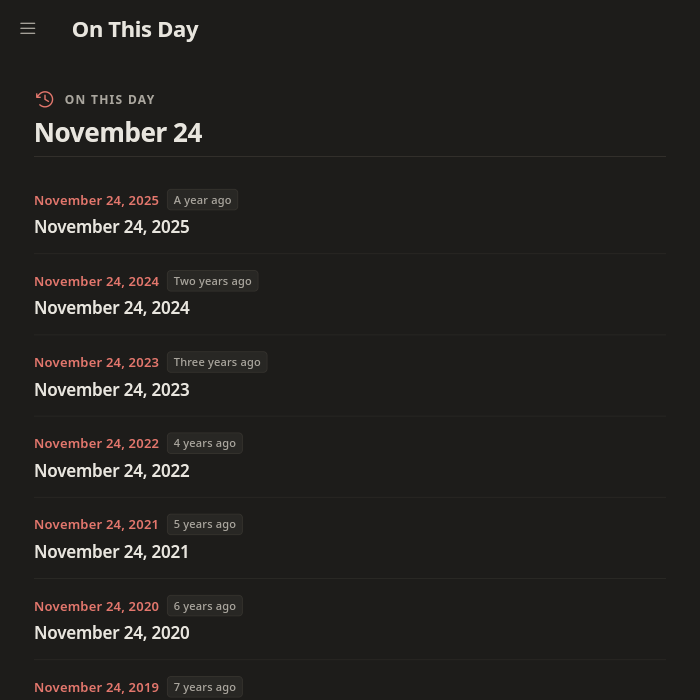 On This Day
ON THIS DAY
November 24
November 24, 2025 A year ago
November 24, 2025
November 24, 2024 Two years ago
November 24, 2024
November 24, 2023 Three years ago
November 24, 2023
November 24, 2022 4 years ago
November 24, 2022
November 24, 2021 5 years ago
November 24, 2021
November 24, 2020 6 years ago
November 24, 2020
November 24, 2019 7 years ago